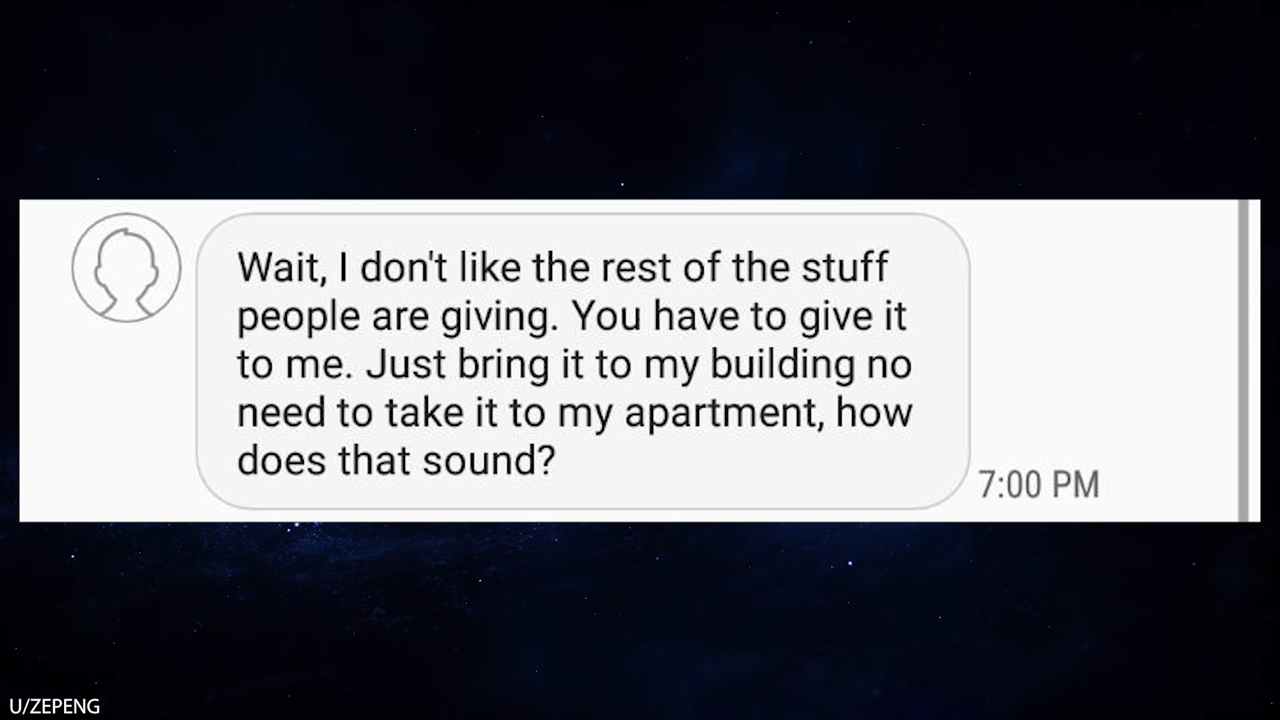 Wait, I don't like the rest of the stuff
people are giving. You have to give it
to me. Just bring it to my building no
need to take it to my apartment, how
does that sound?
7:00 PM
U/ZEPENG